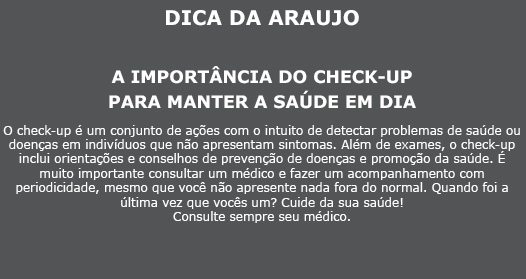 DICA DA ARAUJO
A IMPORTÂNCIA DO CHECK-UP
PARA MANTER A SAÚDE EM DIA
O check-up é um conjunto de ações com o intuito de detectar problemas de saúde ou
doenças em indivíduos que não apresentam sintomas. Além de exames, o check-up
inclui orientações e conselhos de prevenção de doenças e promoção da saúde. É
muito importante consultar um médico e fazer um acompanhamento com
periodicidade, mesmo que você não apresente nada fora do normal. Quando foi a
última vez que vocês um? Cuide da sua saúde!
Consulte sempre seu médico.